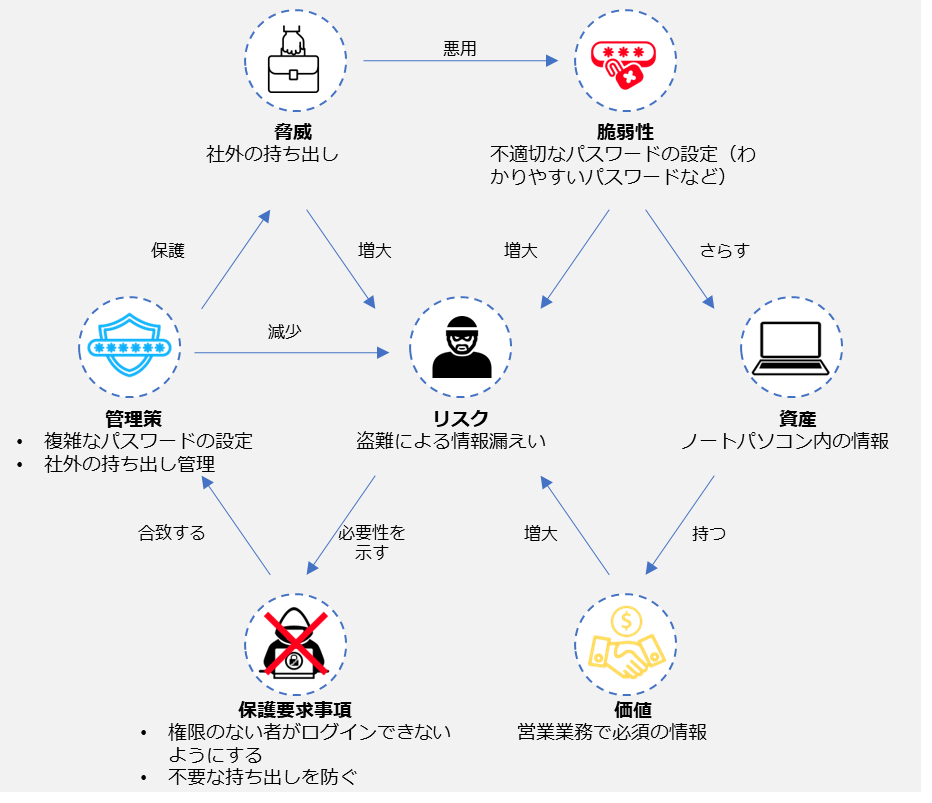 悪用
脅威
社外の持ち出し
脆弱性
不適切なパスワードの設定（わ
かりやすいパスワードなど）
保護
増大
増大
さらす
減少
管理策
• 複雑なパスワードの設定
• 社外の持ち出し管理
リスク
盗難による情報漏えい
資産
ノートパソコン内の情報
合致する
必要性を
示す
増大
持つ
$
保護要求事項
• 権限のない者がログインできない
ようにする
• 不要な持ち出しを防ぐ
価値
営業業務で必須の情報